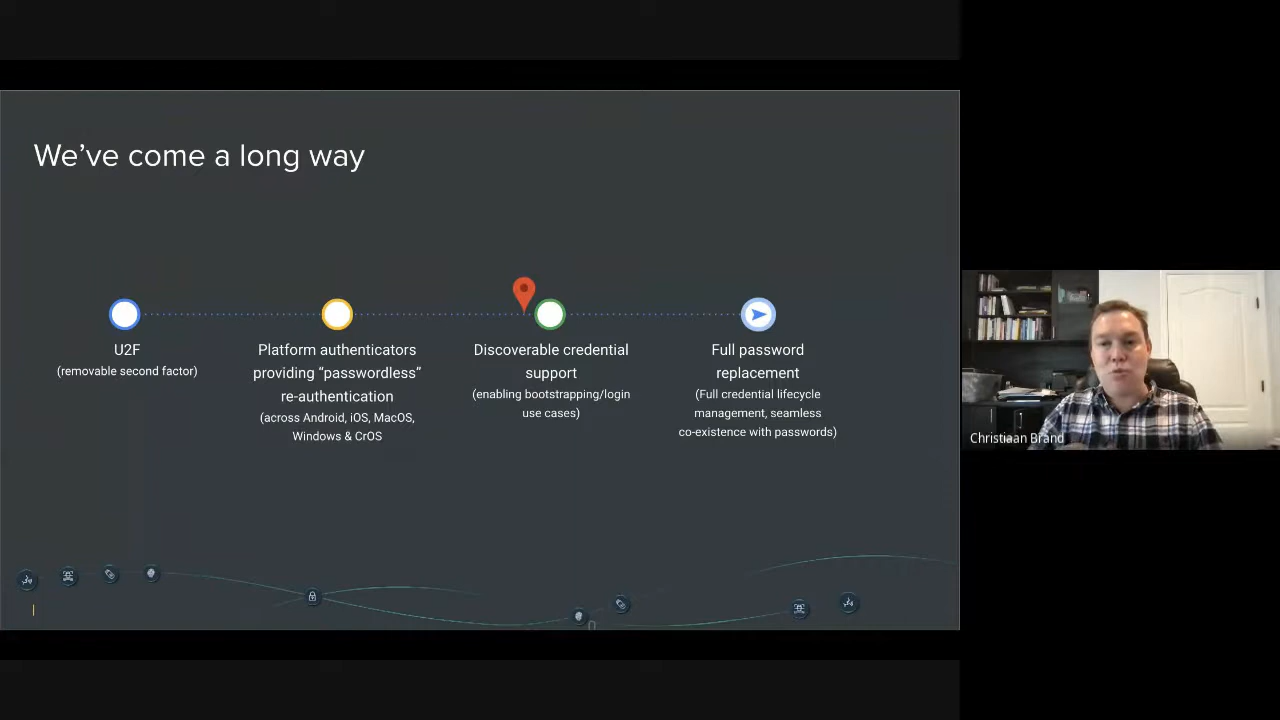 We've come a long way
U2F
(removable second factor)
Platform authenticators
providing “passwordless”
re-authentication
(across Android, iOS, MacOS,
Windows & CrOS
Discoverable credential
support
(enabling bootstrapping/login
use cases)
Full password
replacement
(Full credential lifecycle
management, seamless
co-existence with passwords)
Christiaan Brand